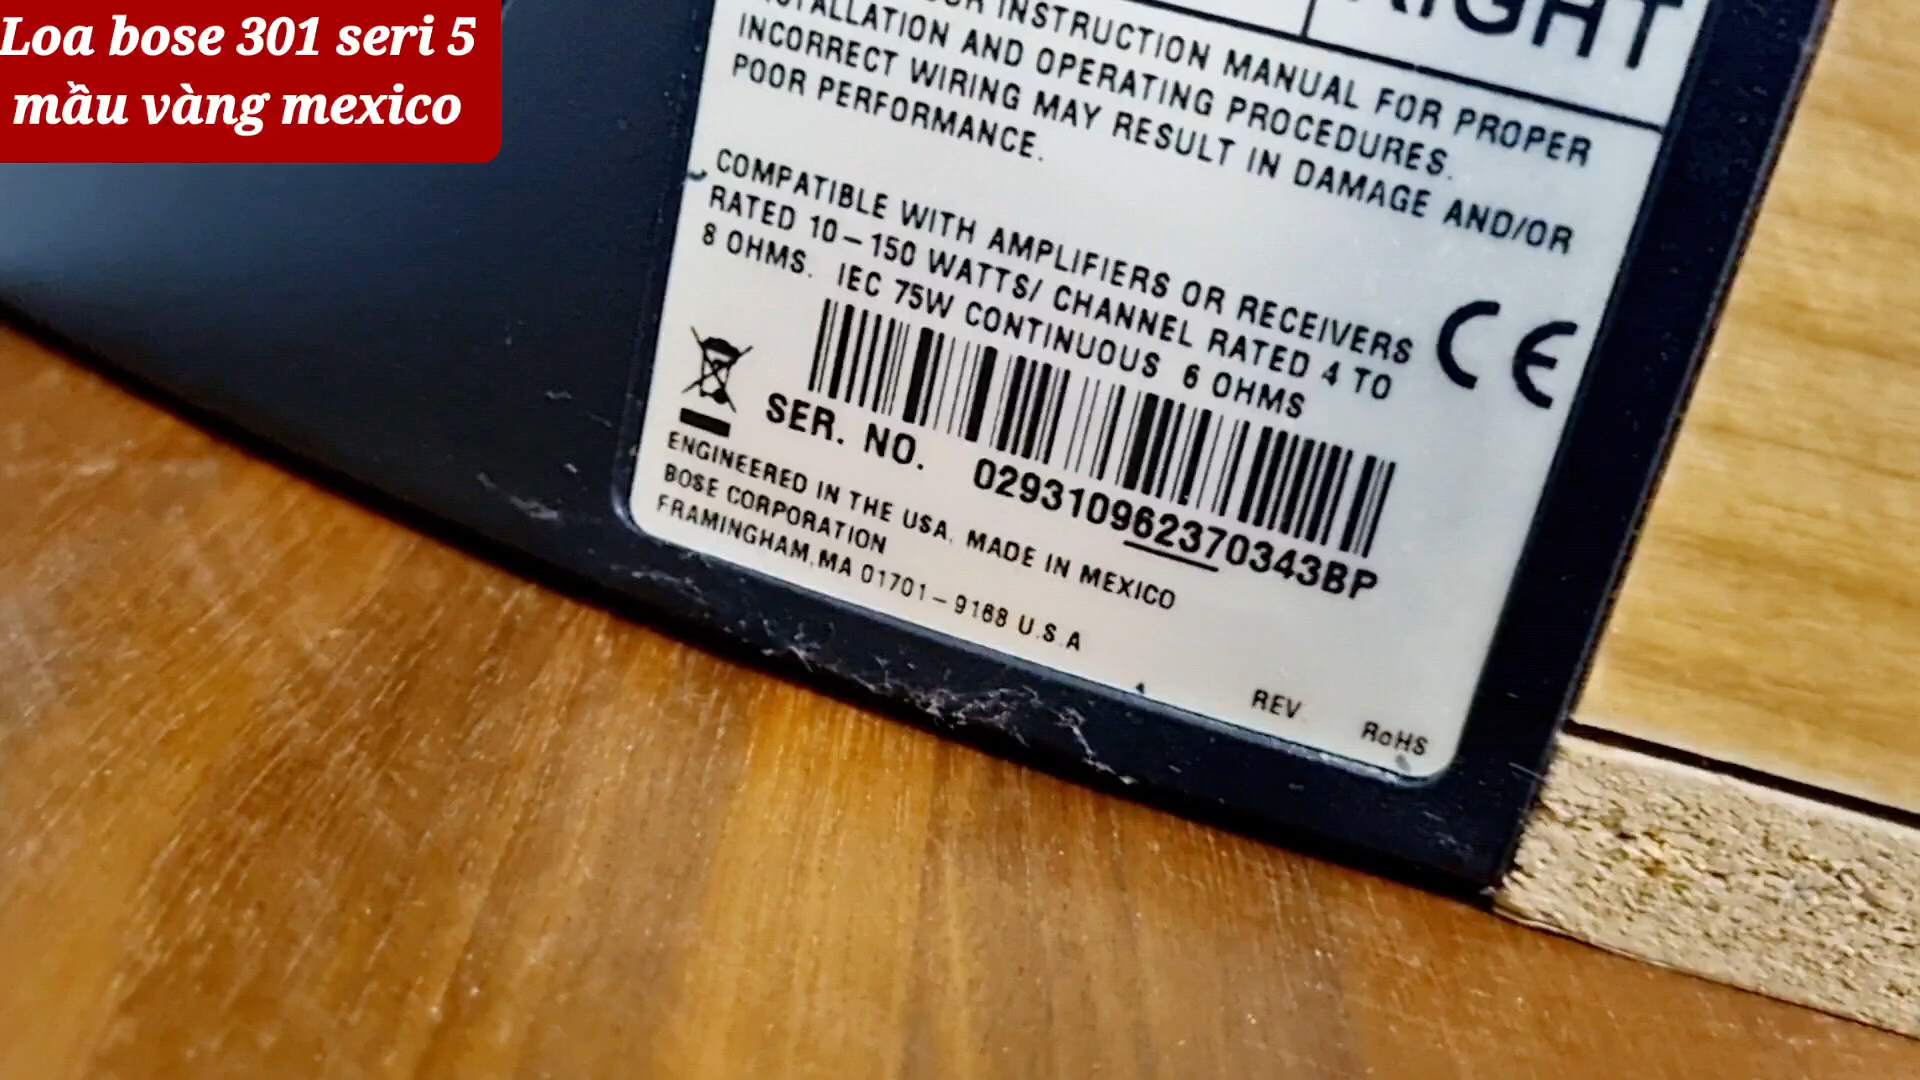 Loa bose 301 seri 5
mầu vàng mexico
RIGHT
INSTRUCTION MANUAL FOR PROPER
INSTALLATION AND OPERATING PROCEDURES.
INCORRECT WIRING MAY RESULT IN DAMAGE AND/OR
POOR PERFORMANCE.
COMPATIBLE WITH AMPLIFIERS OR RECEIVERS
RATED 10-150 WATTS/ CHANNEL RATED 4 TO
8 OHMS. IEC 75W CONTINUOUS 6 OHMS
CE
SER. NO. 029310962370343BP
ENGINEERED IN THE USA. MADE IN MEXICO
BOSE CORPORATION
FRAMINGHAM,MA 01701-9168 U.S.A
REV. RoHS